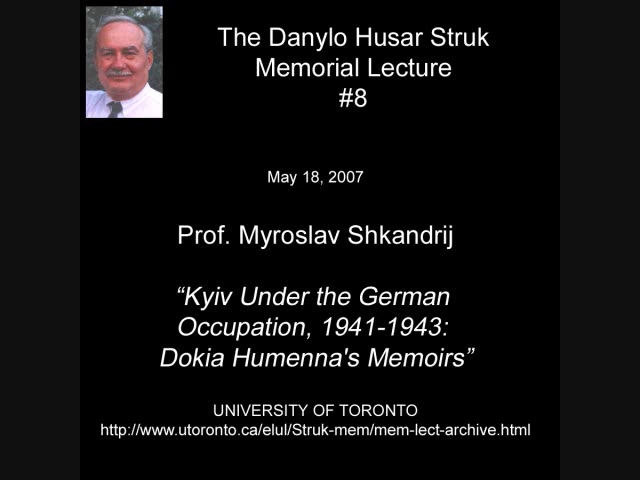 The Danylo Husar Struk
Memorial Lecture
#8
May 18, 2007
Prof. Myroslav Shkandrij
“Kyiv Under the German
Occupation, 1941-1943:
Dokia Humenna's Memoirs”
UNIVERSITY OF TORONTO
http://www.utoronto.ca/elul/Struk-mem/mem-lect-archive.html